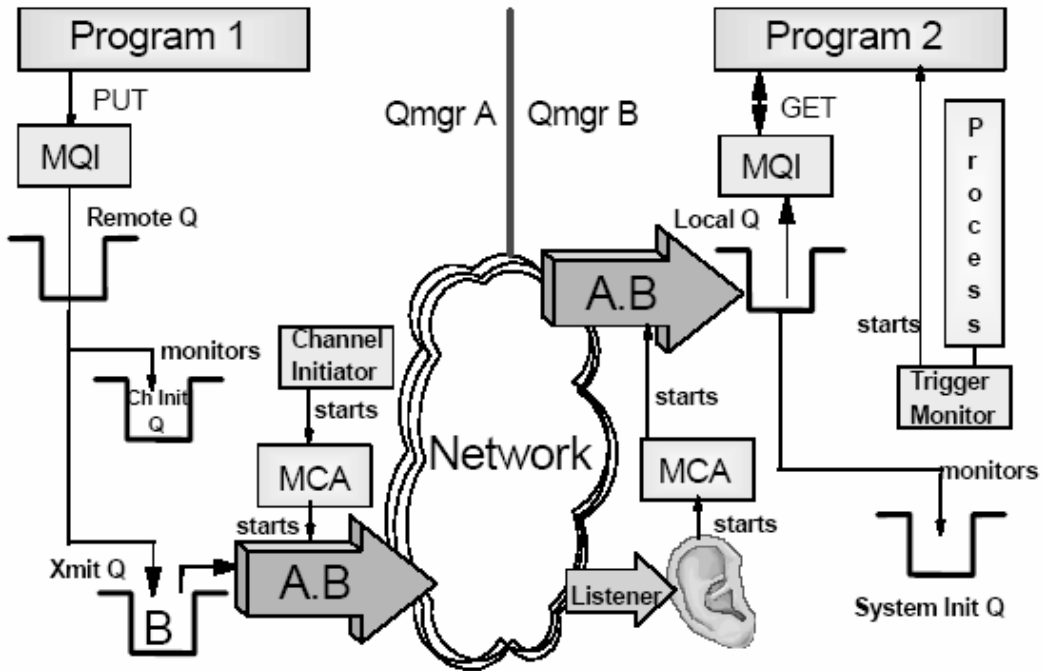 Program 1
Program 2
PUT
Qmgr A
Qmgr B
GET
Process
MQI
MQI
Remote Q
Local Q
A.B
starts
monitors
Channel
Initiator
Ch Init
Q
starts
starts
Trigger
Monitor
Network
MCA
MCA
monitors
starts
starts
Xmit Q
A.B
Listener
B
System Init Q